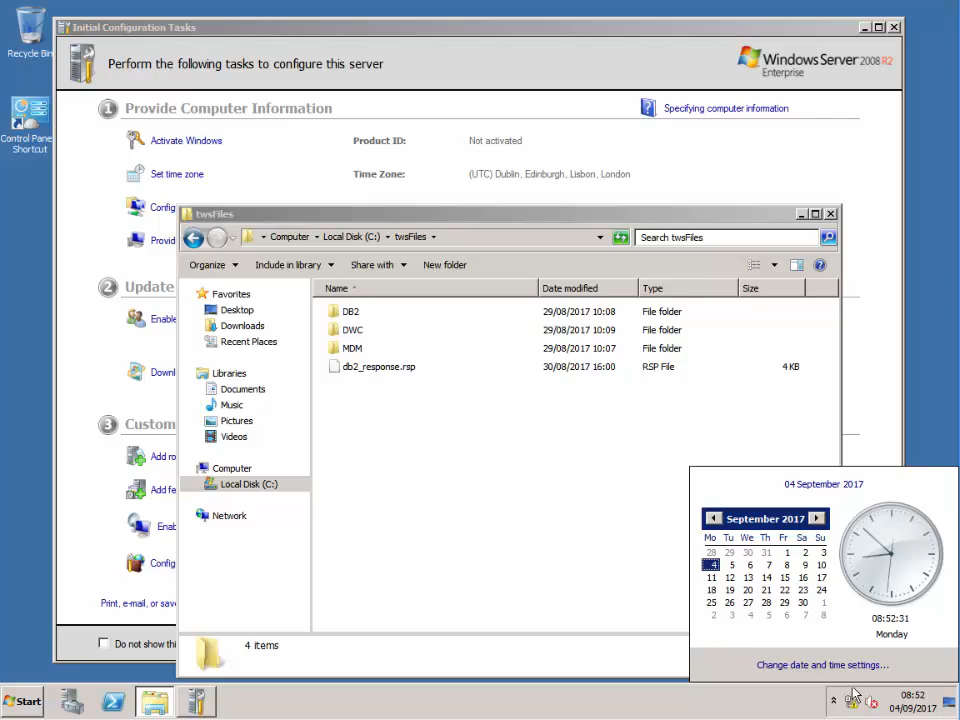 Recycle Bin
Control Pane
Shortcut
Initial Configuration Tasks
Perform the following tasks to configure this server
Windows Server 2008 R2
Enterprise
1
Provide Computer Information
Specifying computer information
Activate Windows
Product ID:
Not activated
Set time zone
Time Zone:
(UTC) Dublin, Edinburgh, Lisbon, London
Config
Provid
2
Update
Enable
Downl
3
Custom
Add ro
Add fe
Enab
Config
Print, e-mail, or save
Do not show thi
twsFiles
Computer
Local Disk (C:)
twsFiles
Search twsFiles
Organize
Include in library
Share with
New folder
Favorites
Desktop
Downloads
Recent Places
Libraries
Documents
Music
Pictures
Videos
Computer
Local Disk (C:)
Network
Name
Date modified
Type
Size
DB2
29/08/2017 10:08
File folder
DWC
29/08/2017 10:09
File folder
MDM
29/08/2017 10:07
File folder
db2_response.rsp
30/08/2017 16:00
RSP File
4 KB
4 items
04 September 2017
September 2017
Mo Tu We Th Fr Sa Su
28 29 30 31 1 2 3
4 5 6 7 8 9 10
11 12 13 14 15 16 17
18 19 20 21 22 23 24
25 26 27 28 29 30 1
2 3 4 5 6 7 8
08:52:31
Monday
Change date and time settings...
Start
08:52
04/09/2017